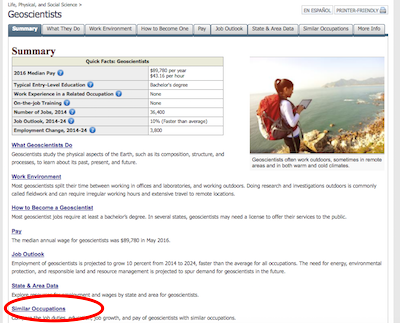 Life, Physical, and Social Science >
Geoscientists
EN ESPAÑOL PRINTER-FRIENDLY
Summary What They Do Work Environment How to Become One Pay Job Outlook State & Area Data Similar Occupations More Info
Summary
Quick Facts: Geoscientists
2016 Median Pay $89,780 per year
$43.16 per hour
Typical Entry-Level Education Bachelor's degree
Work Experience in a Related Occupation None
On-the-job Training None
Number of Jobs, 2014 36,400
Job Outlook, 2014-24 10% (Faster than average)
Employment Change, 2014-24 3,800
Geoscientists often work outdoors, sometimes in remote
areas and in both warm and cold climates.
What Geoscientists Do
Geoscientists study the physical aspects of the Earth, such as its composition, structure, and
processes, to learn about its past, present, and future.
Work Environment
Most geoscientists split their time between working in offices and laboratories, and working outdoors. Doing research and investigations outdoors is commonly
called fieldwork and can require irregular working hours and extensive travel to remote locations.
How to Become a Geoscientist
Most geoscientist jobs require at least a bachelor's degree. In several states, geoscientists may need a license to offer their services to the public.
Pay
The median annual wage for geoscientists was $89,780 in May 2016.
Job Outlook
Employment of geoscientists is projected to grow 10 percent from 2014 to 2024, faster than the average for all occupations. The need for energy, environmental
protection, and responsible land and resource management is projected to spur demand for geoscientists in the future.
State & Area Data
Explore resources for employment and wages by state and area for geoscientists.
Similar Occupations
job growth, and pay of geoscientists with similar occupations.